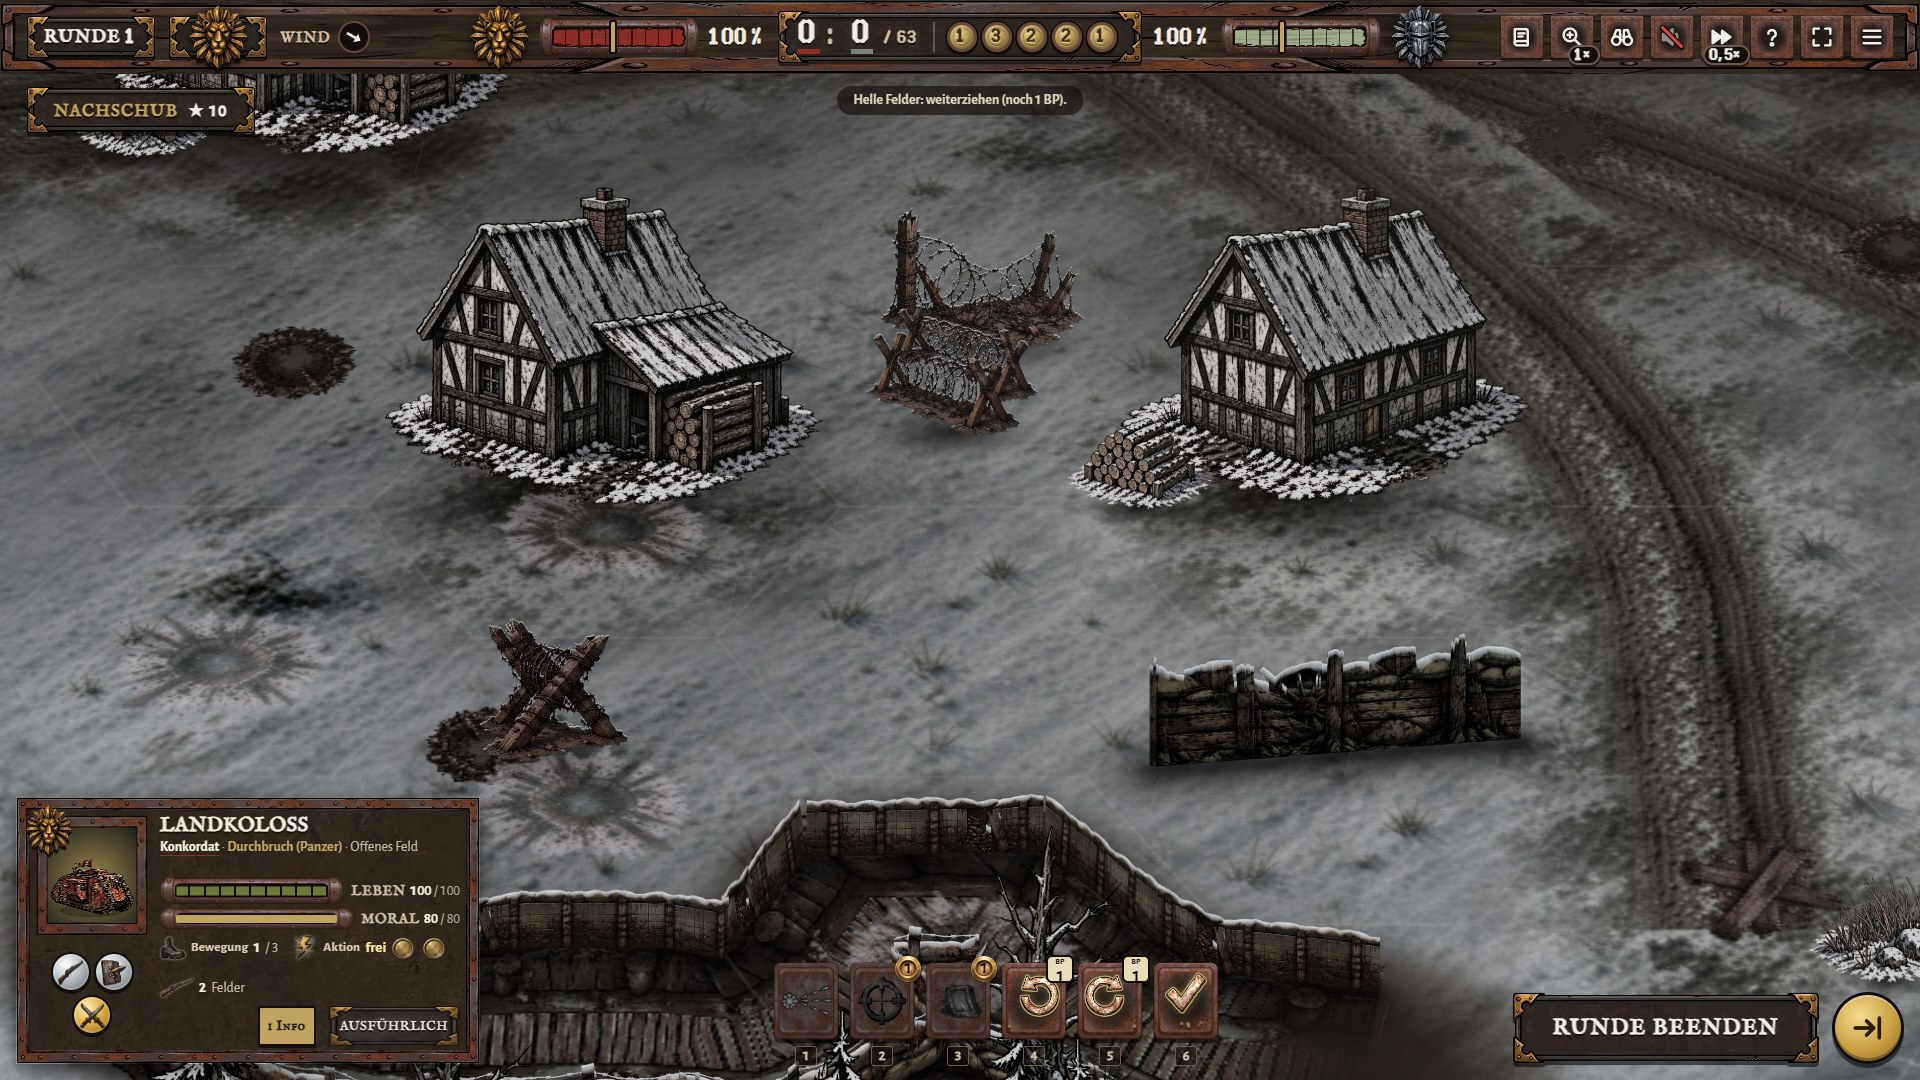 RUNDE 1
WIND
100 %
0 : 0 / 63
1 3 2 2 1
100 %
1×
0,5×
?
NACHSCHUB ★ 10
Helle Felder: weiterziehen (noch 1 BP).
LANDKOLOSS
Konkordat · Durchbruch (Panzer) · Offenes Feld
LEBEN 100 / 100
MORAL 80 / 80
Bewegung 1 / 3 Aktion frei
2 Felder
1 INFO
AUSFÜHRLICH
1 1 BP 1 BP 1
1 2 3 4 5 6
RUNDE BEENDEN